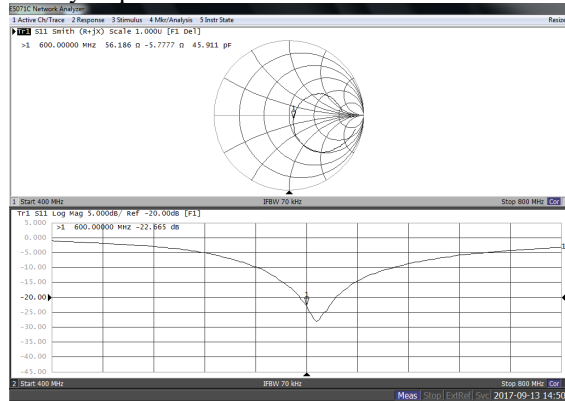 E5071C Network Analyzer
1 Active Ch/Trace 2 Response 3 Stimulus 4 Mkr/Analysis 5 Instr State Resize
Tr1 S11 Smith (R+jX) Scale 1.000U [F1 Del]
>1 600.00000 MHz 56.186 Ω -5.7777 Ω 45.911 pF
1
1 Start 400 MHz IFBW 70 kHz Stop 800 MHz Cor
Tr1 S11 Log Mag 5.000dB/ Ref -20.00dB [F1]
5.000
>1 600.00000 MHz -22.665 dB
0.000
-5.000
-10.00
-15.00
-20.00
-25.00
-30.00
-35.00
-40.00
-45.00
2 Start 400 MHz IFBW 70 kHz Stop 800 MHz Cor
Meas Stop ExtRef Svc 2017-09-13 14:50